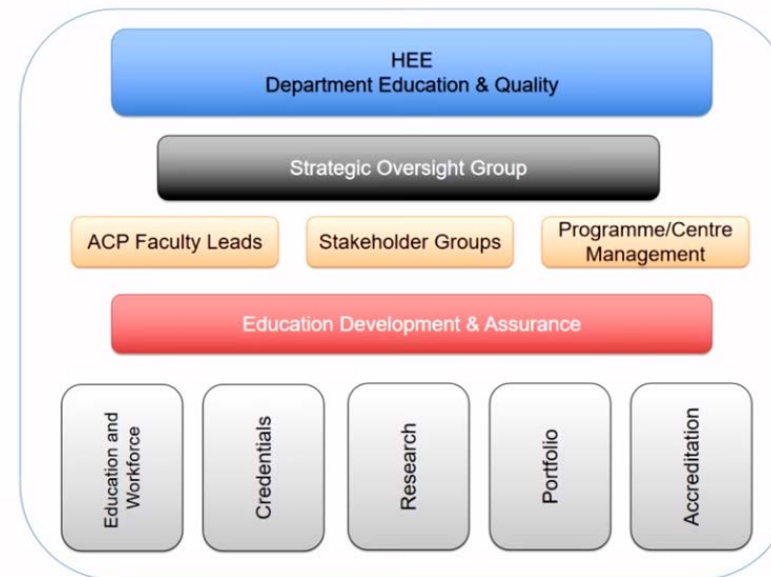 HEE
Department Education & Quality
Strategic Oversight Group
ACP Faculty Leads
Stakeholder Groups
Programme/Centre
Management
Education Development & Assurance
Education and
Workforce
Credentials
Research
Portfolio
Accreditation